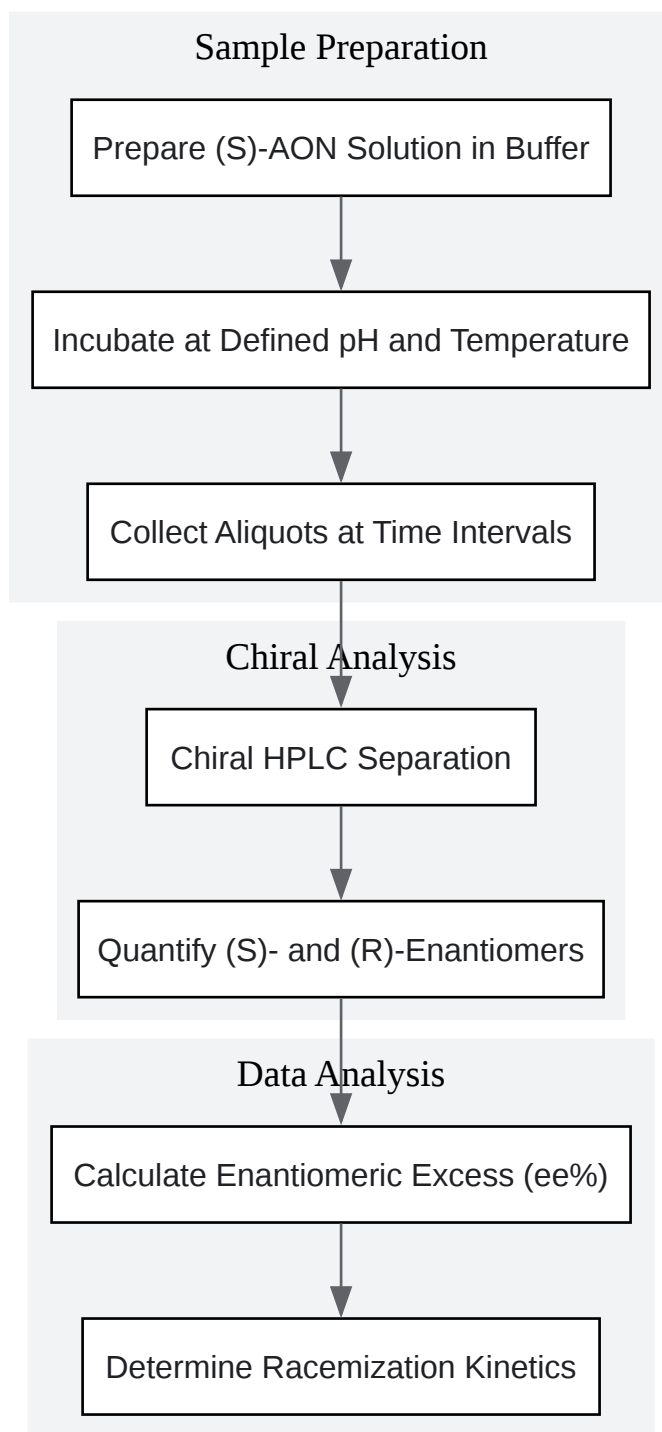 Sample Preparation
Prepare (S)-AON Solution in Buffer
Incubate at Defined pH and Temperature
Collect Aliquots at Time Intervals
Chiral Analysis
Chiral HPLC Separation
Quantify (S)- and (R)-Enantiomers
Data Analysis
Calculate Enantiomeric Excess (ee%)
Determine Racemization Kinetics